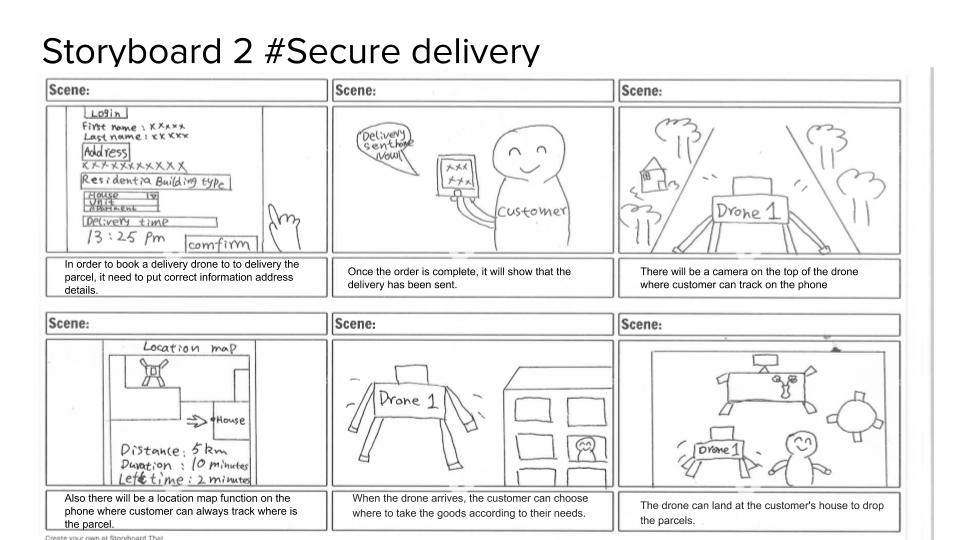 Storyboard 2 #Secure delivery
Scene:
Scene:
Scene:
Login
First name : xxxxx
Last name : xxxxx
Address
xxxxxxxxxxx
Residentia Building type
House
Unit
Apartment
Delivery time
13:25 pm
comfirm
Delivery
sent
Now!
xxx
xxx
customer
Drone 1
In order to book a delivery drone to to delivery the
parcel, it need to put correct information address
details.
Once the order is complete, it will show that the
delivery has been sent.
There will be a camera on the top of the drone
where customer can track on the phone
Scene:
Scene:
Scene:
Location map
House
Distance: 5 km
Duration : 10 minutes
Left time : 2 minutes
Drone 1
Drone 1
Also there will be a location map function on the
phone where customer can always track where is
the parcel.
When the drone arrives, the customer can choose
where to take the goods according to their needs.
The drone can land at the customer's house to drop
the parcels.
Create your own at Storyboard That